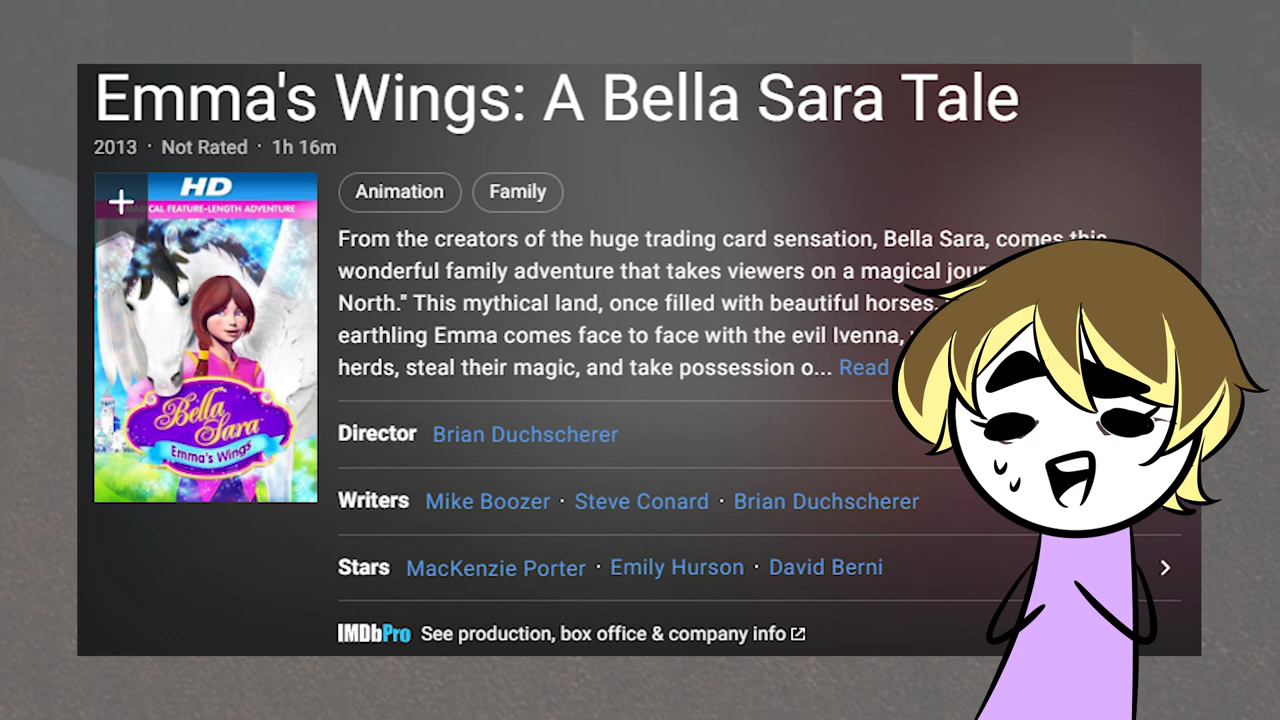 Emma's Wings: A Bella Sara Tale
2013 · Not Rated · 1h 16m
HD
CAL FEATURE-LENGTH ADVENTURE
Bella
Sara
Emma's Wings
Animation
Family
From the creators of the huge trading card sensation, Bella Sara, comes this
wonderful family adventure that takes viewers on a magical
North." This mythical land, once filled with beautiful horses,
earthling Emma comes face to face with the evil Ivenna,
herds, steal their magic, and take possession o... Read
Director Brian Duchscherer
Writers Mike Boozer · Steve Conard · Brian Duchscherer
Stars MacKenzie Porter · Emily Hurson · David Berni
IMDbPro See production, box office & company info